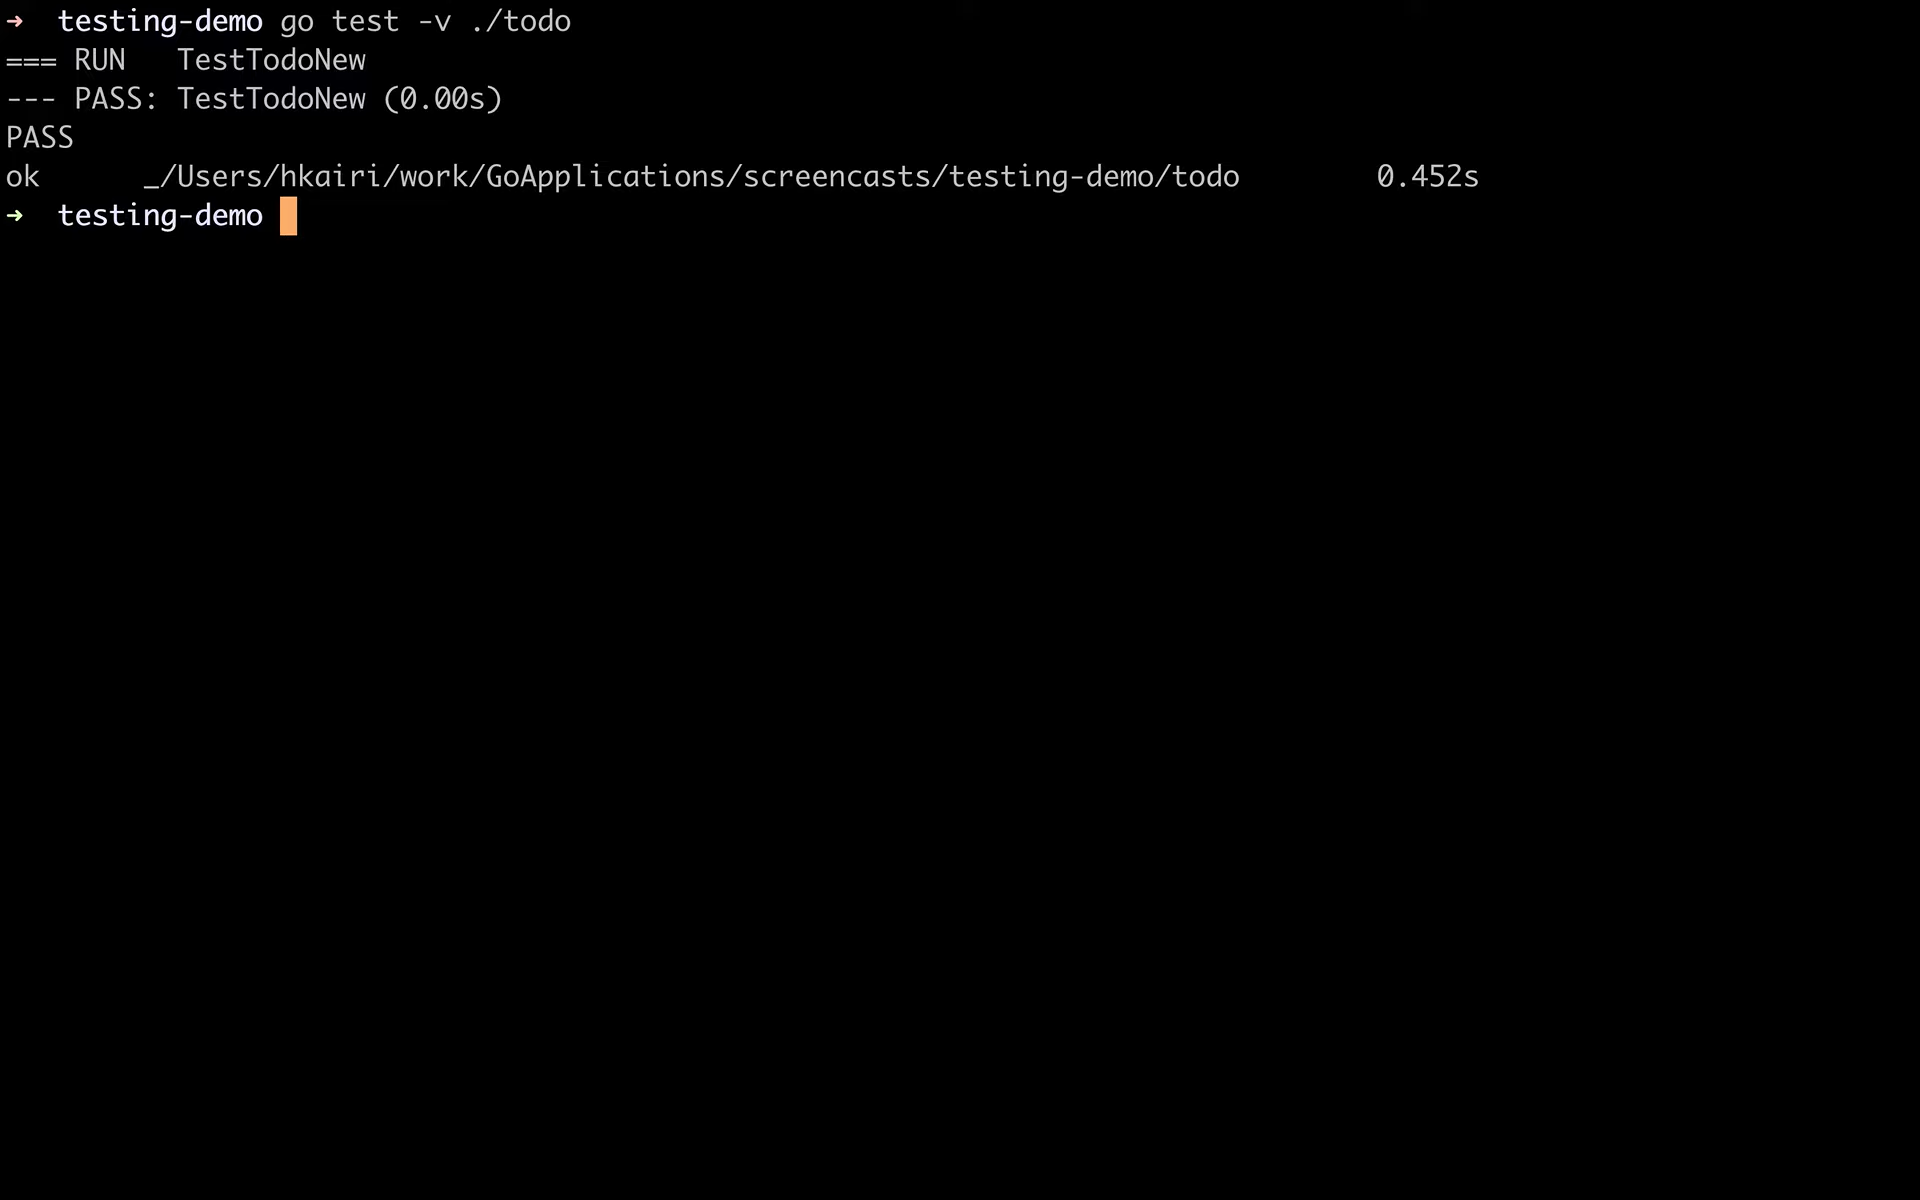 ➜  testing-demo go test -v ./todo
=== RUN   TestTodoNew
--- PASS: TestTodoNew (0.00s)
PASS
ok      _/Users/hkairi/work/GoApplications/screencasts/testing-demo/todo        0.452s
➜  testing-demo